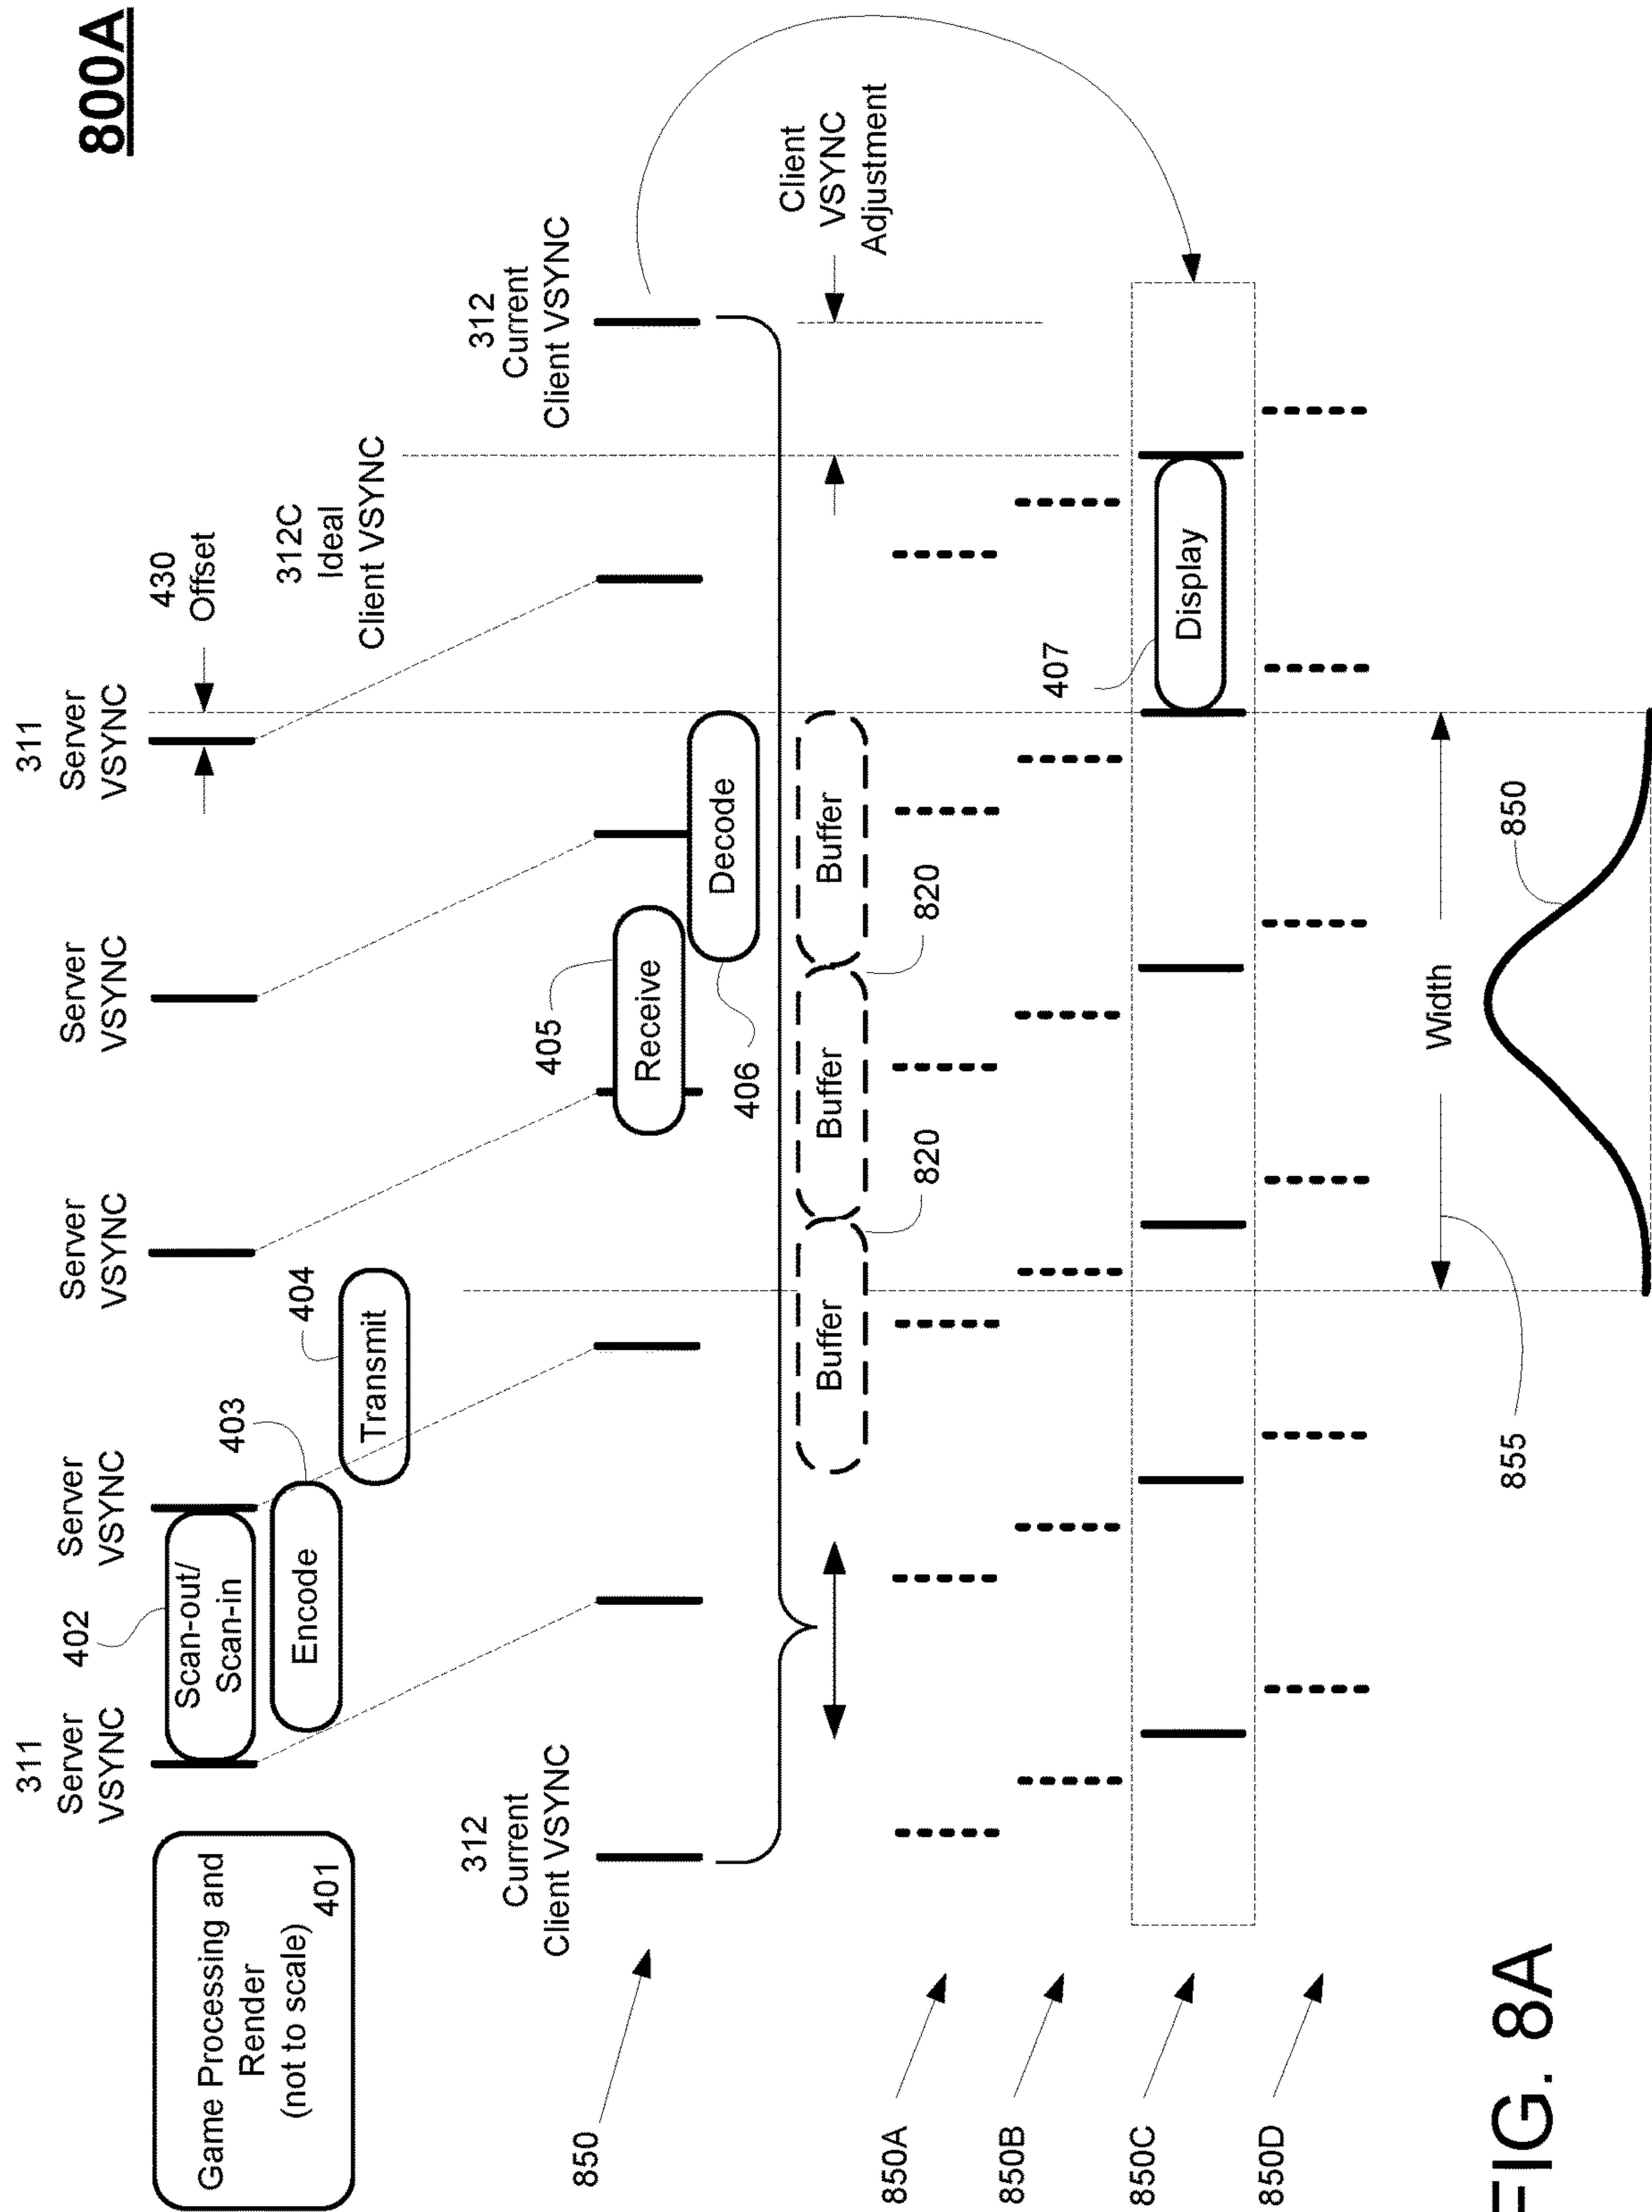 800A
311
Server
VSYNC
402
Server
VSYNC
Server
VSYNC
Server
VSYNC
311
Server
VSYNC
430
Offset
Game Processing and
Render
(not to scale)
401
Scan-out/
Scan-in
403
Encode
404
Transmit
312C
Ideal
Client VSYNC
312
Current
Client VSYNC
312
Current
Client VSYNC
405
Receive
406
Decode
850
Client
VSYNC
Adjustment
Buffer
Buffer
Buffer
820
820
850A
850B
407
850C
Display
850D
Width
855
850
FIG. 8A